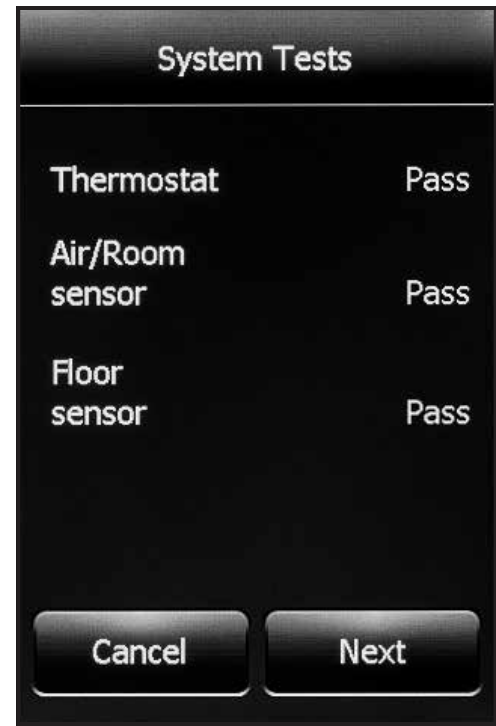 System Tests
Thermostat Pass
Air/Room
sensor Pass
Floor
sensor Pass
Cancel Next